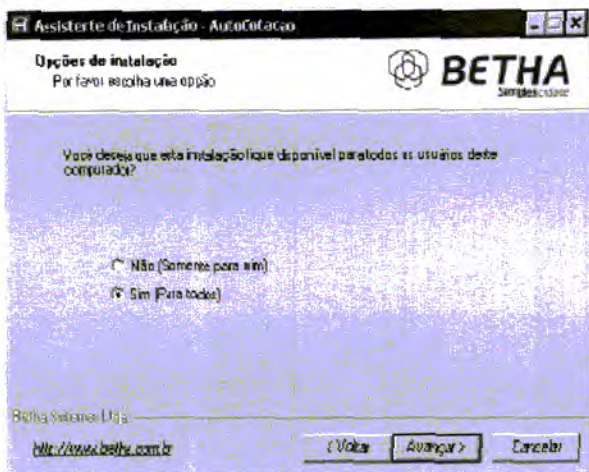 Assistente de Instalação - AutoCotacao
Opções de instalação
Por favor escolha uma opção
BETHA
Simplescidade
Você deseja que esta instalação fique disponível para todos os usuários deste
computador?
Não (Somente para mim)
Sim (Para todos)
Betha Sistemas Ltda
http://www.betha.com.br
< Voltar
Avançar >
Cancelar